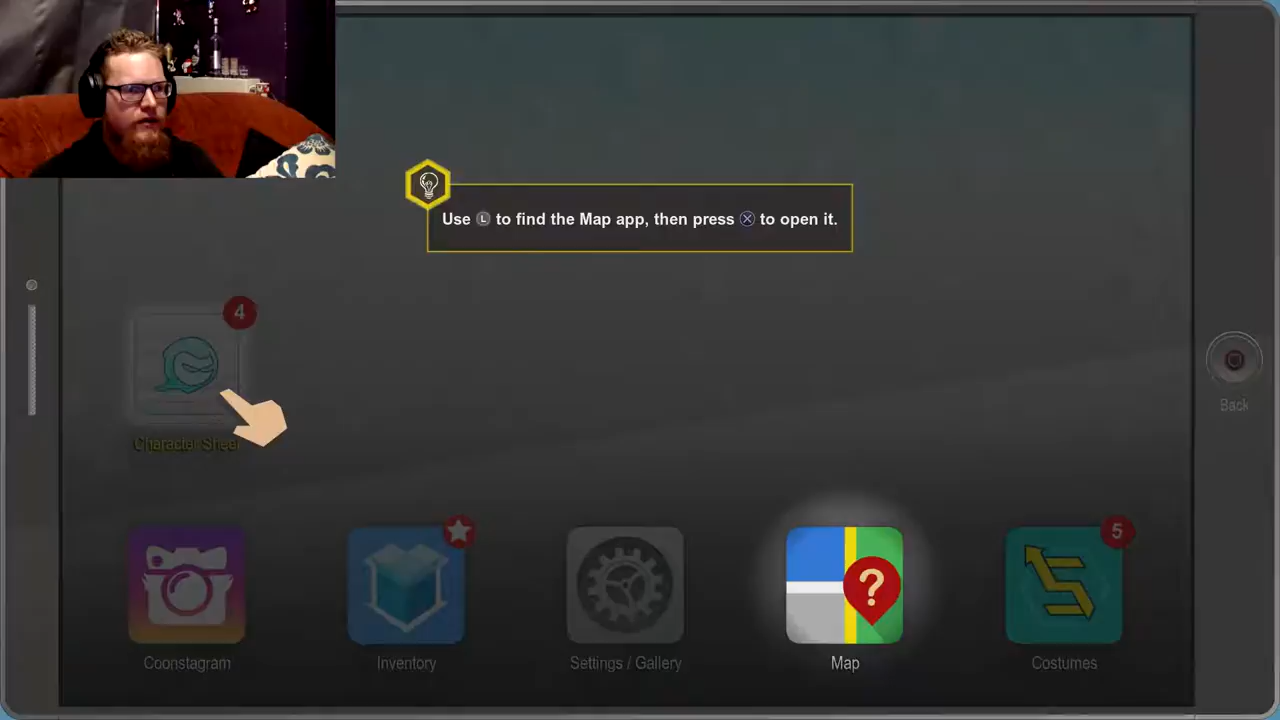 Use L to find the Map app, then press X to open it.
4
Character Sheet
Back
5
?
Coonstagram
Inventory
Settings / Gallery
Map
Costumes